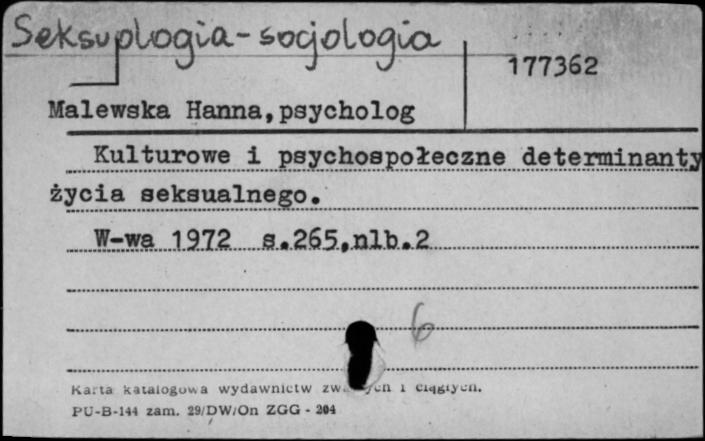 Seksuologia-socjologia
177362
Malewska Hanna, psycholog
Kulturowe i psychospołeczne determinanty
życia seksualnego.
W-wa 1972 s.265,nlb.2
6
Karta katalogowa wydawnictw i ciągłych.
PU-B-144 zam. 29/DW/On ZGG - 204